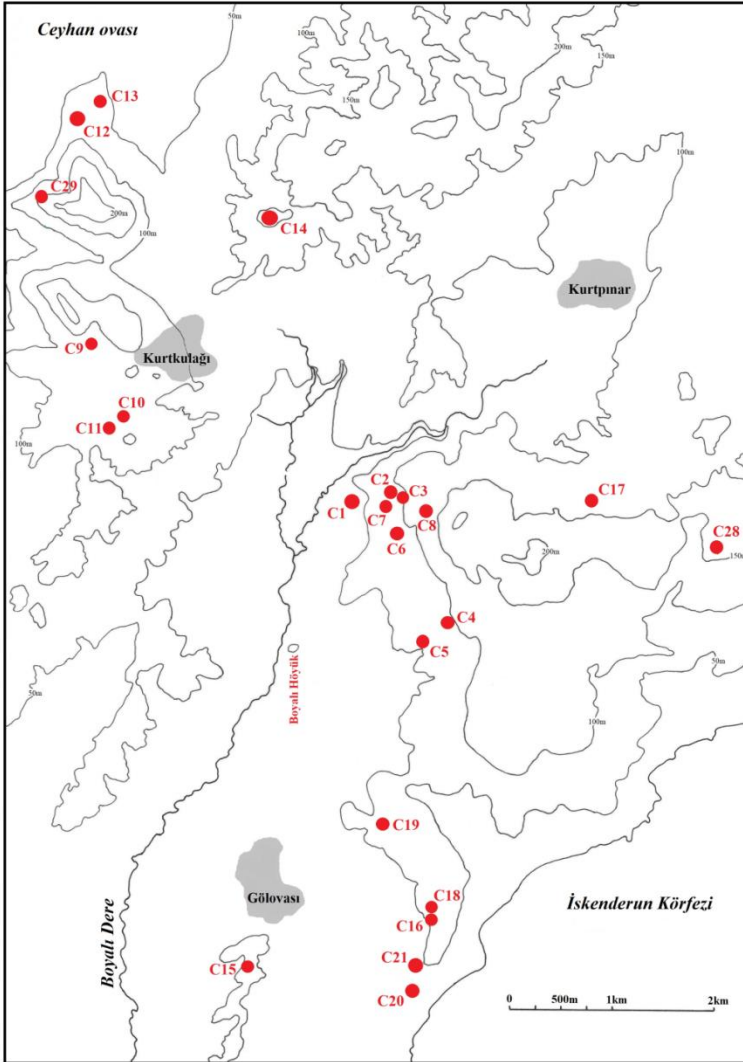 Ceyhan ovası
50m
100m
200m
150m
150m
C13
C12
100m
C29
200m
100m
C14
Kurtpınar
Kurtkulağı
C9
C10
C11
100m
C2
C3
C17
C1
C7
C8
C6
C28
200m
150m
C4
C5
Boyalı Höyük
50m
50m
100m
C19
Gölovası
C18
C16
İskenderun Körfezi
Boyalı Dere
C21
C15
C20
0 500m 1km 2km